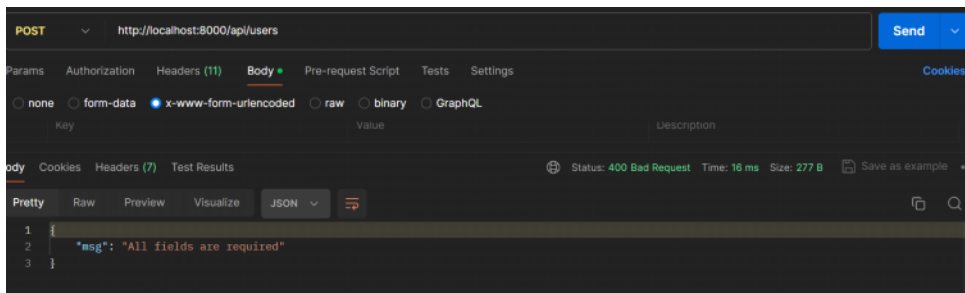 POST http://localhost:8000/api/users Send
Params Authorization Headers (11) Body Pre-request Script Tests Settings Cookies
none form-data x-www-form-urlencoded raw binary GraphQL
Key Value Description
ody Cookies Headers (7) Test Results Status: 400 Bad Request Time: 16 ms Size: 277 B Save as example
Pretty Raw Preview Visualize JSON
1 {
2 "msg": "All fields are required"
3 }